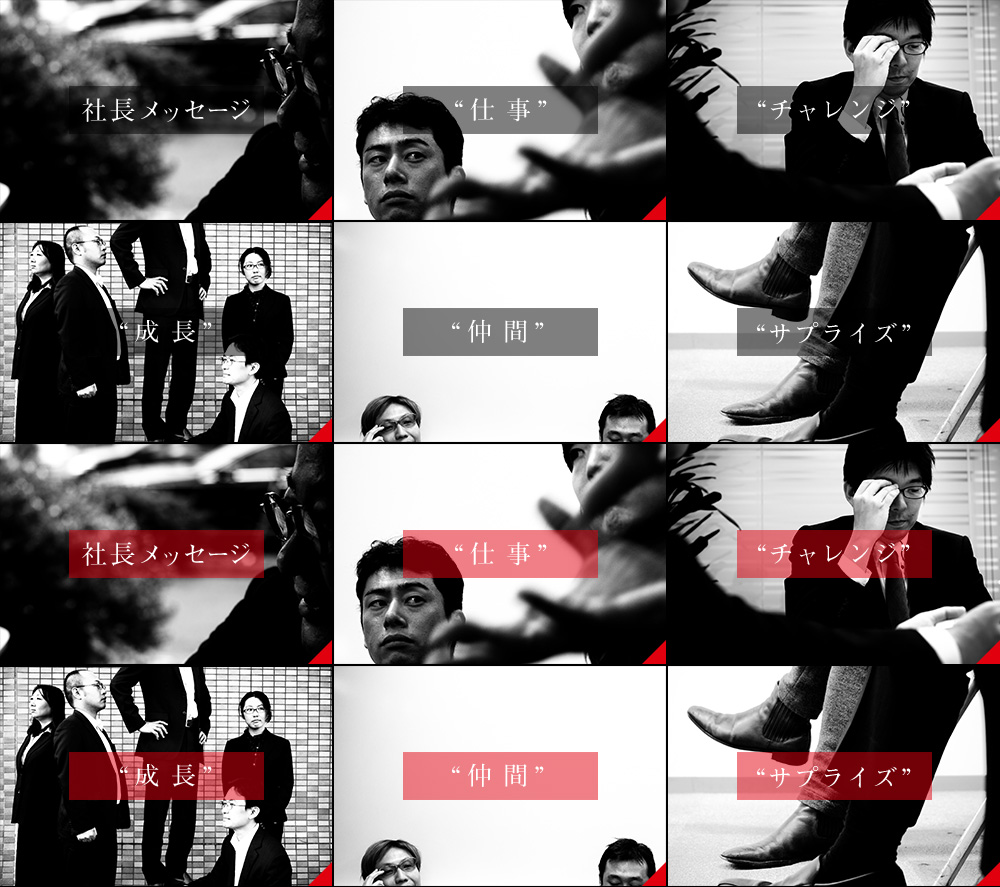 社長メッセージ
“仕事”
“チャレンジ”
“成長”
“仲間”
“サプライズ”
社長メッセージ
“仕事”
“チャレンジ”
“成長”
“仲間”
“サプライズ”